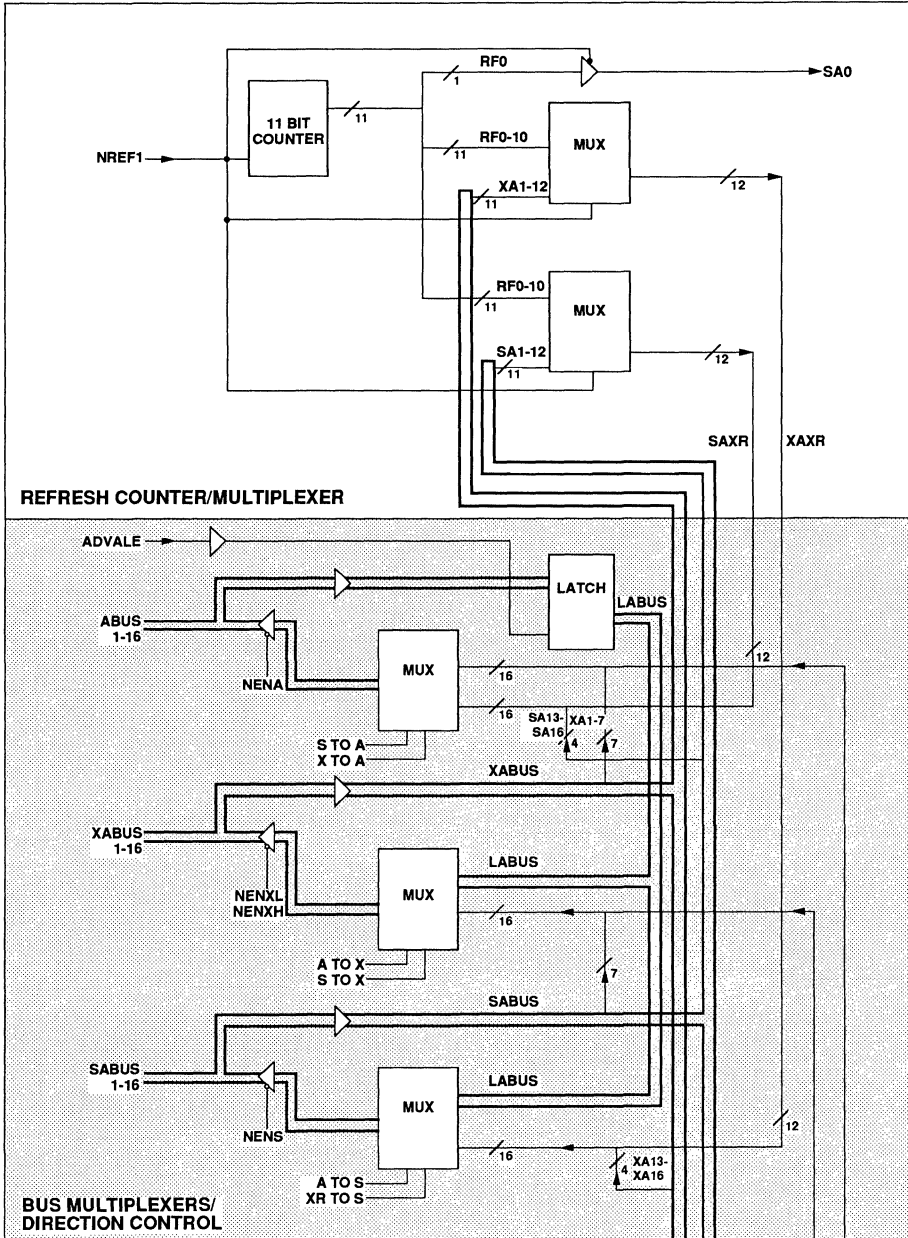 RF0
1
SA0
11 BIT
COUNTER
11
NREF1
RF0-10
11
MUX
12
XA1-12
11
RF0-10
11
MUX
12
SA1-12
11
SAXR
XAXR
REFRESH COUNTER/MULTIPLEXER
ADVALE
LATCH
LABUS
ABUS
1-16
NENA
MUX
16
12
16
SA13-
SA16
4
XA1-7
7
S TO A
X TO A
XABUS
XABUS
1-16
NENXL
NENXH
MUX
LABUS
16
A TO X
S TO X
7
SABUS
SABUS
1-16
NENS
MUX
LABUS
12
16
4
XA13-
XA16
A TO S
XR TO S
BUS MULTIPLEXERS/
DIRECTION CONTROL